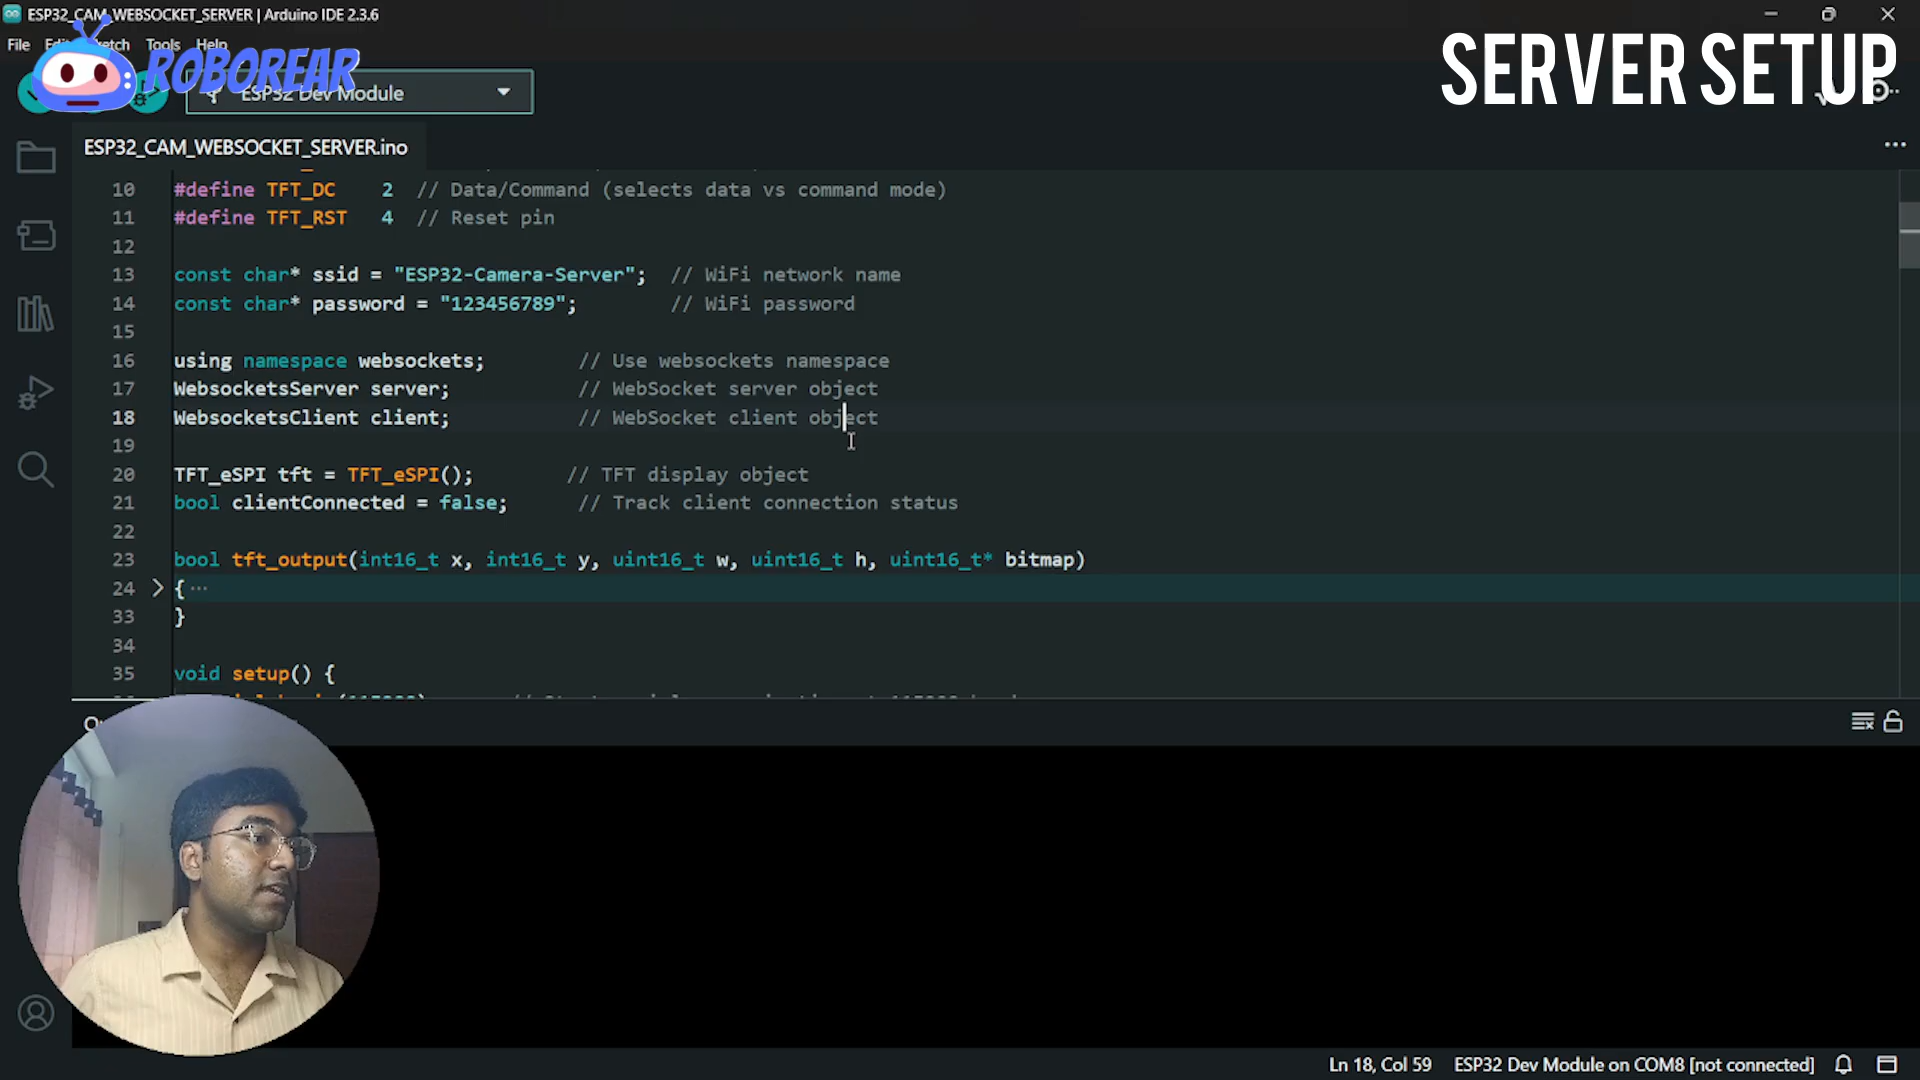 ESP32_CAM_WEBSOCKET_SERVER | Arduino IDE 2.3.6
File Tools Help
ROBOREAR
SERVER SETUP
ESP32 Dev Module
ESP32_CAM_WEBSOCKET_SERVER.ino
10 #define TFT_DC 2 // Data/Command (selects data vs command mode)
11 #define TFT_RST 4 // Reset pin
12
13 const char* ssid = "ESP32-Camera-Server"; // WiFi network name
14 const char* password = "123456789"; // WiFi password
15
16 using namespace websockets; // Use websockets namespace
17 WebsocketsServer server; // WebSocket server object
18 WebsocketsClient client; // WebSocket client object
19
20 TFT_eSPI tft = TFT_eSPI(); // TFT display object
21 bool clientConnected = false; // Track client connection status
22
23 bool tft_output(int16_t x, int16_t y, uint16_t w, uint16_t h, uint16_t* bitmap)
24 { ···
33 }
34
35 void setup() {
Ln 18, Col 59 ESP32 Dev Module on COM8 [not connected]